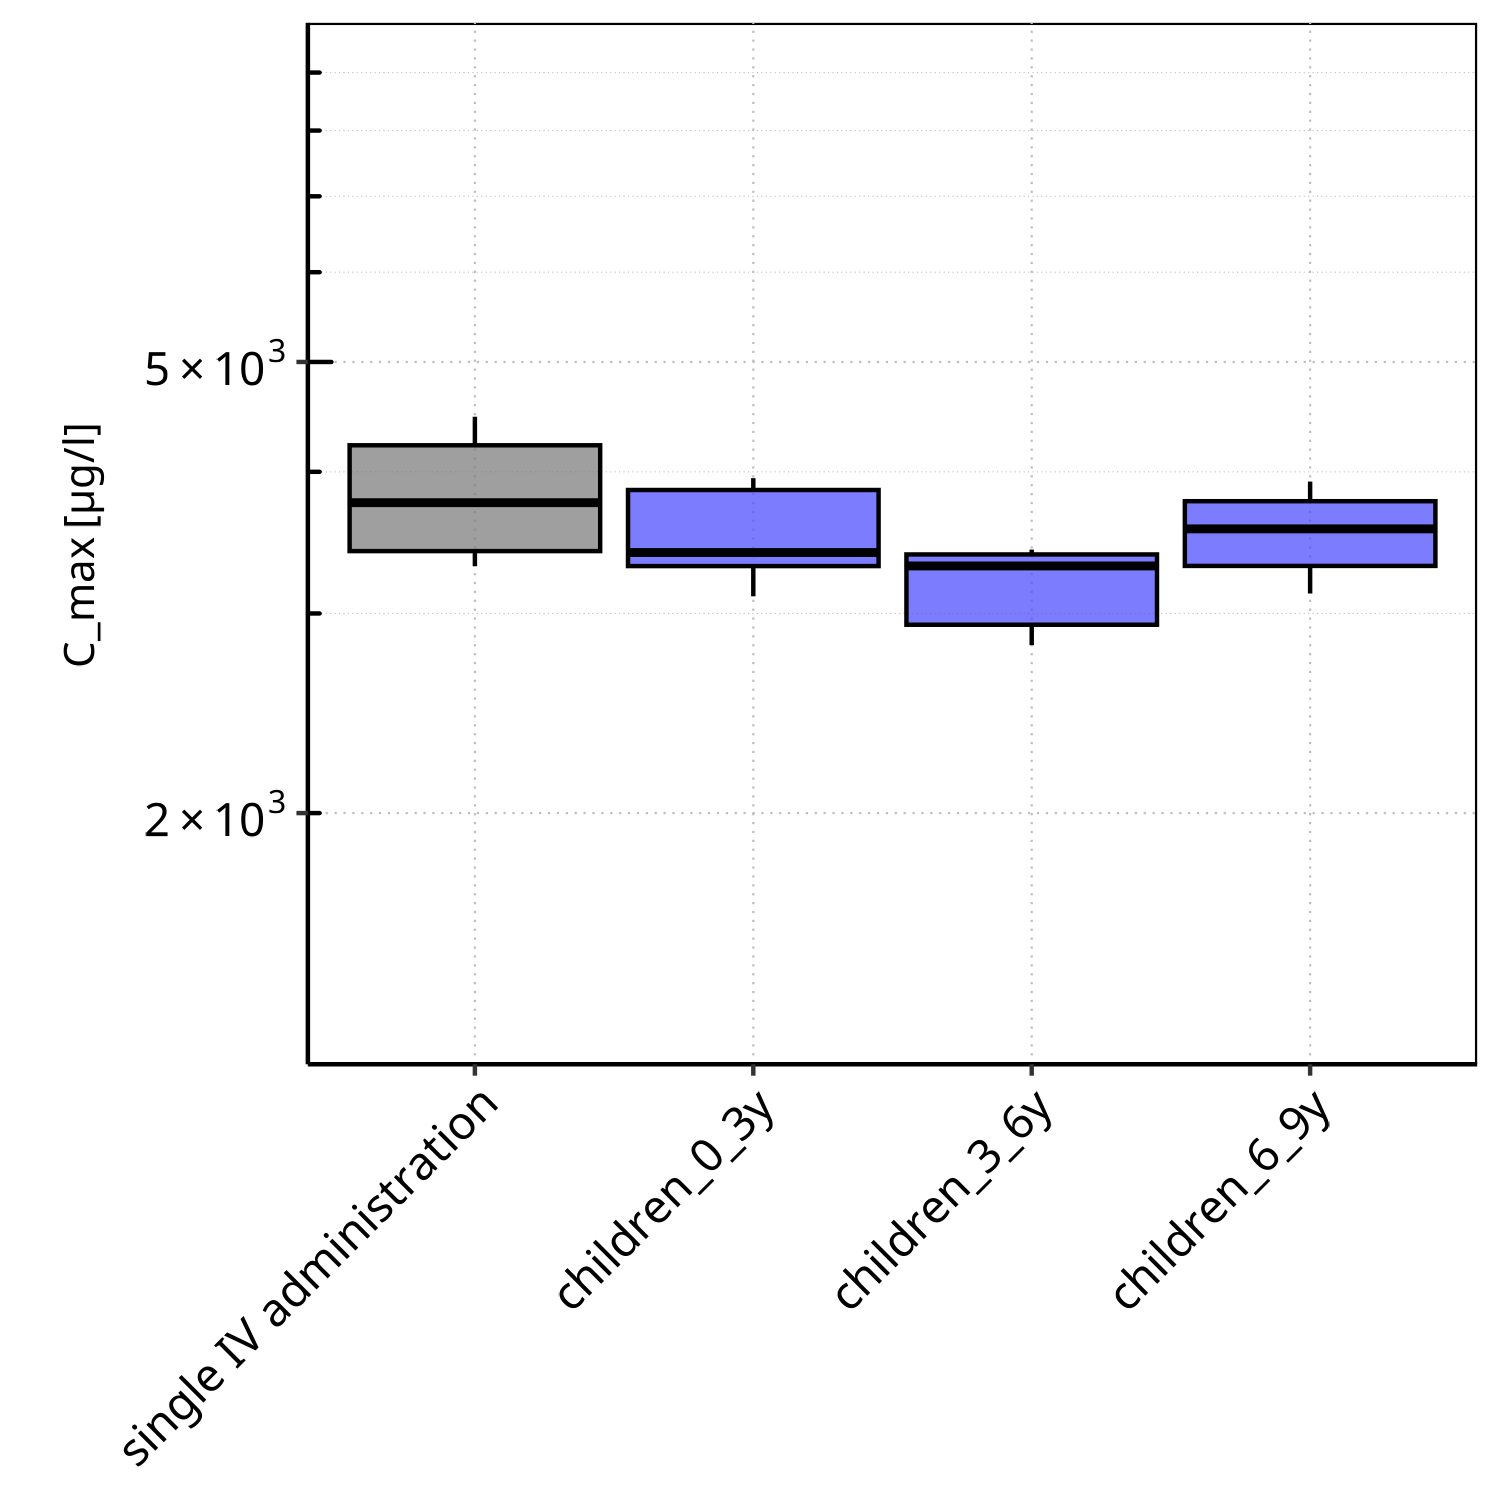 C_max [µg/l]
5 × 10³
2 × 10³
single IV administration
children_0_3y
children_3_6y
children_6_9y